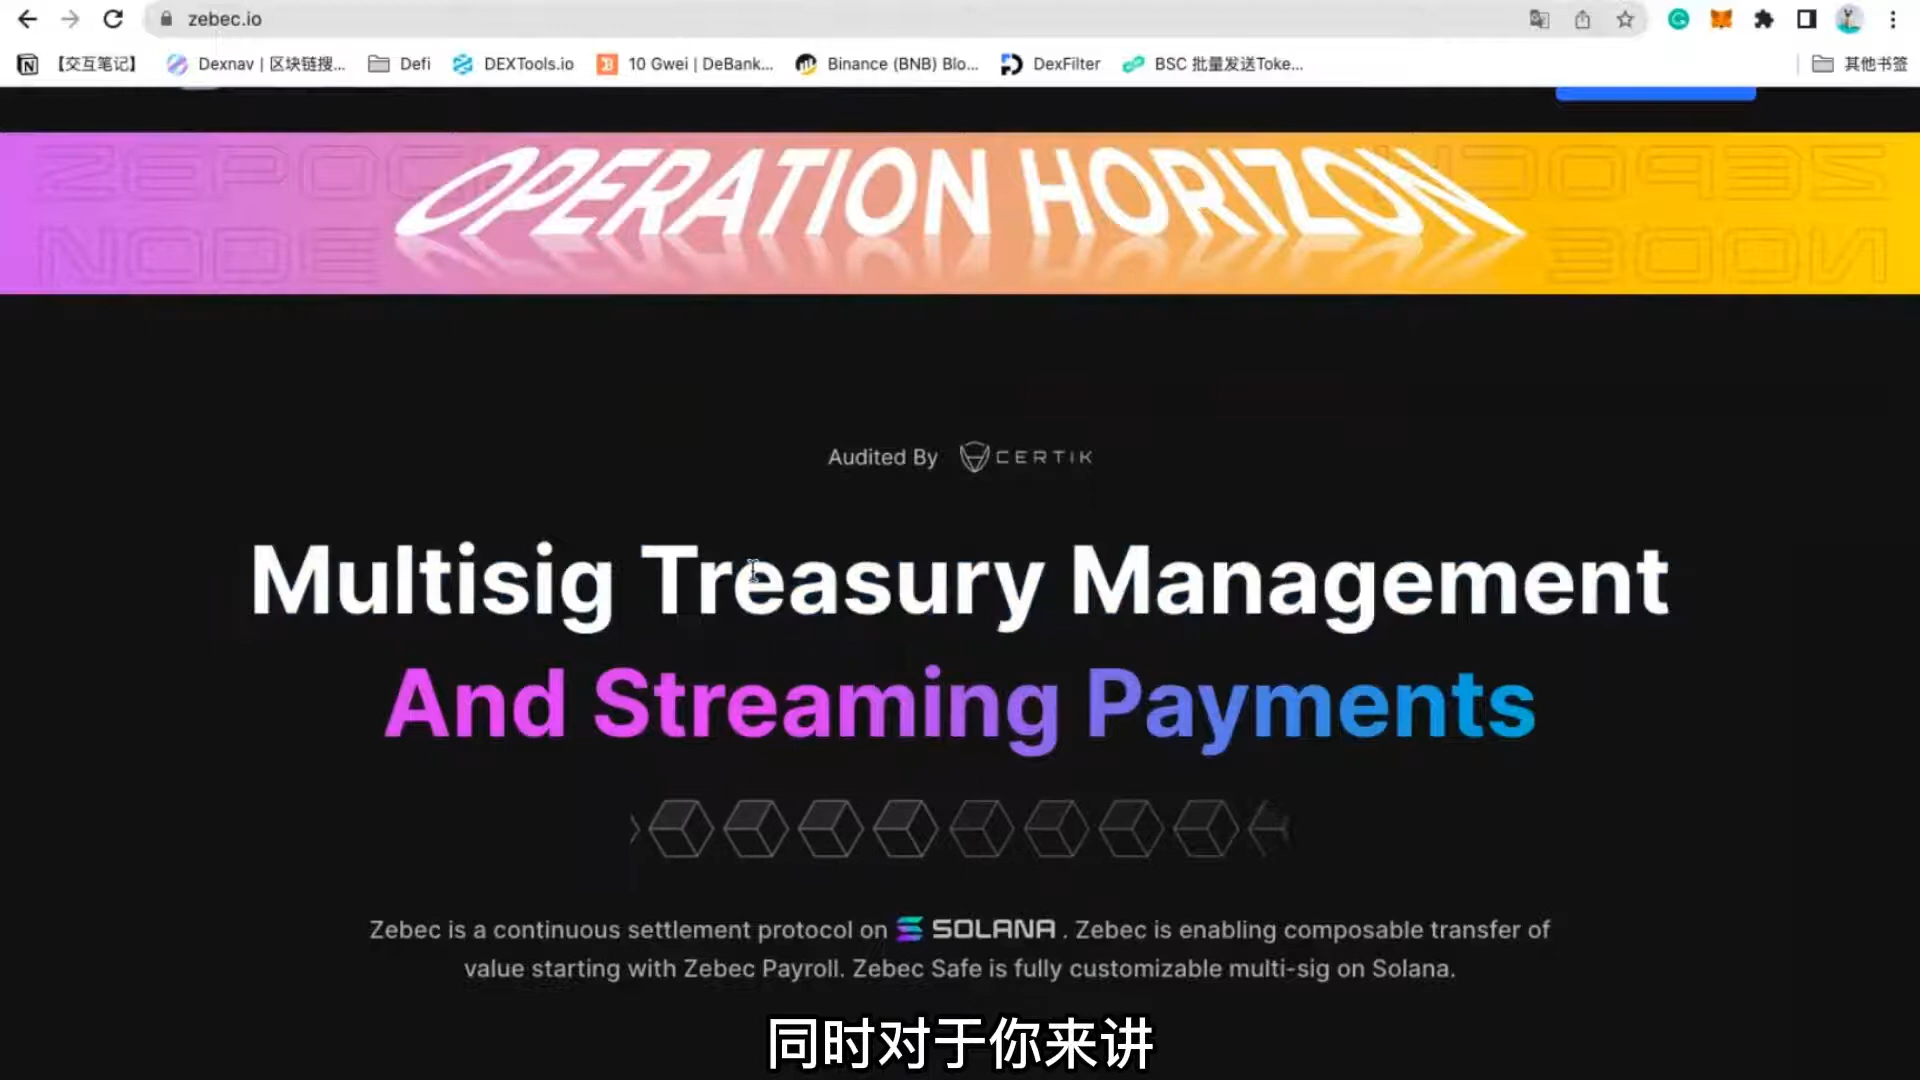 zebec.io
【交互笔记】 Dexnav | 区块链搜... Defi DEXTools.io 10 Gwei | DeBank... Binance (BNB) Blo... DexFilter BSC 批量发送Toke... 其他书签
ZEPOCH OPERATION HORIZON ZEPOCH
NODE NODE
Audited By CERTIK
Multisig Treasury Management
And Streaming Payments
Zebec is a continuous settlement protocol on SOLANA . Zebec is enabling composable transfer of
value starting with Zebec Payroll. Zebec Safe is fully customizable multi-sig on Solana.
同时对于你来讲